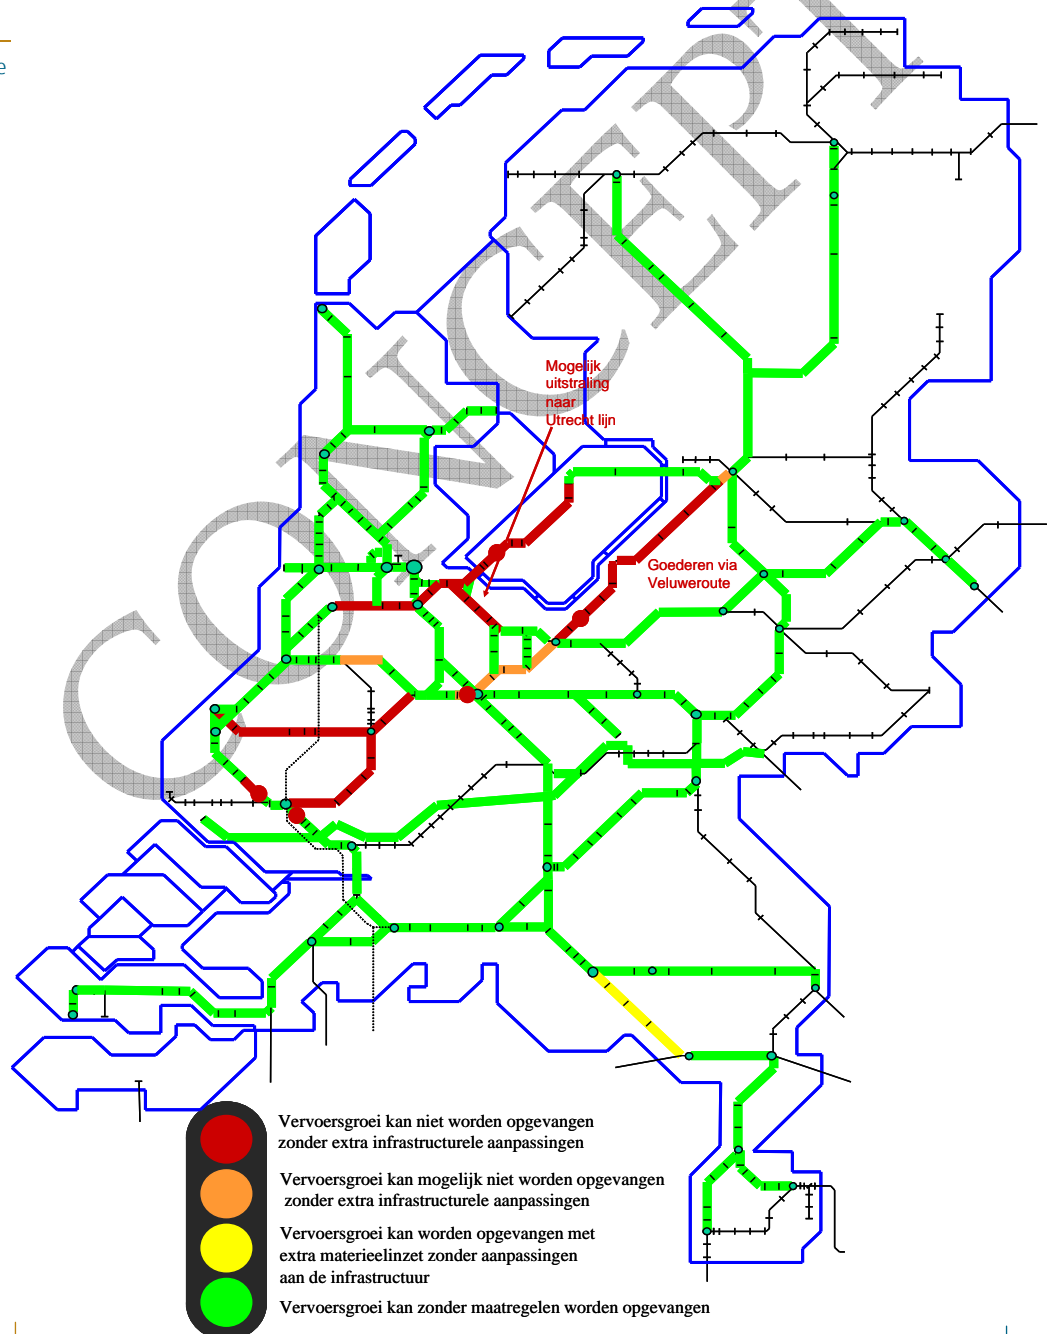 e
CONCEPT
Mogelijk
uitstraling
naar
Utrecht lijn
Goederen via
Veluweroute
Vervoersgroei kan niet worden opgevangen
zonder extra infrastructurele aanpassingen
Vervoersgroei kan mogelijk niet worden opgevangen
zonder extra infrastructurele aanpassingen
Vervoersgroei kan worden opgevangen met
extra materieelinzet zonder aanpassingen
aan de infrastructuur
Vervoersgroei kan zonder maatregelen worden opgevangen